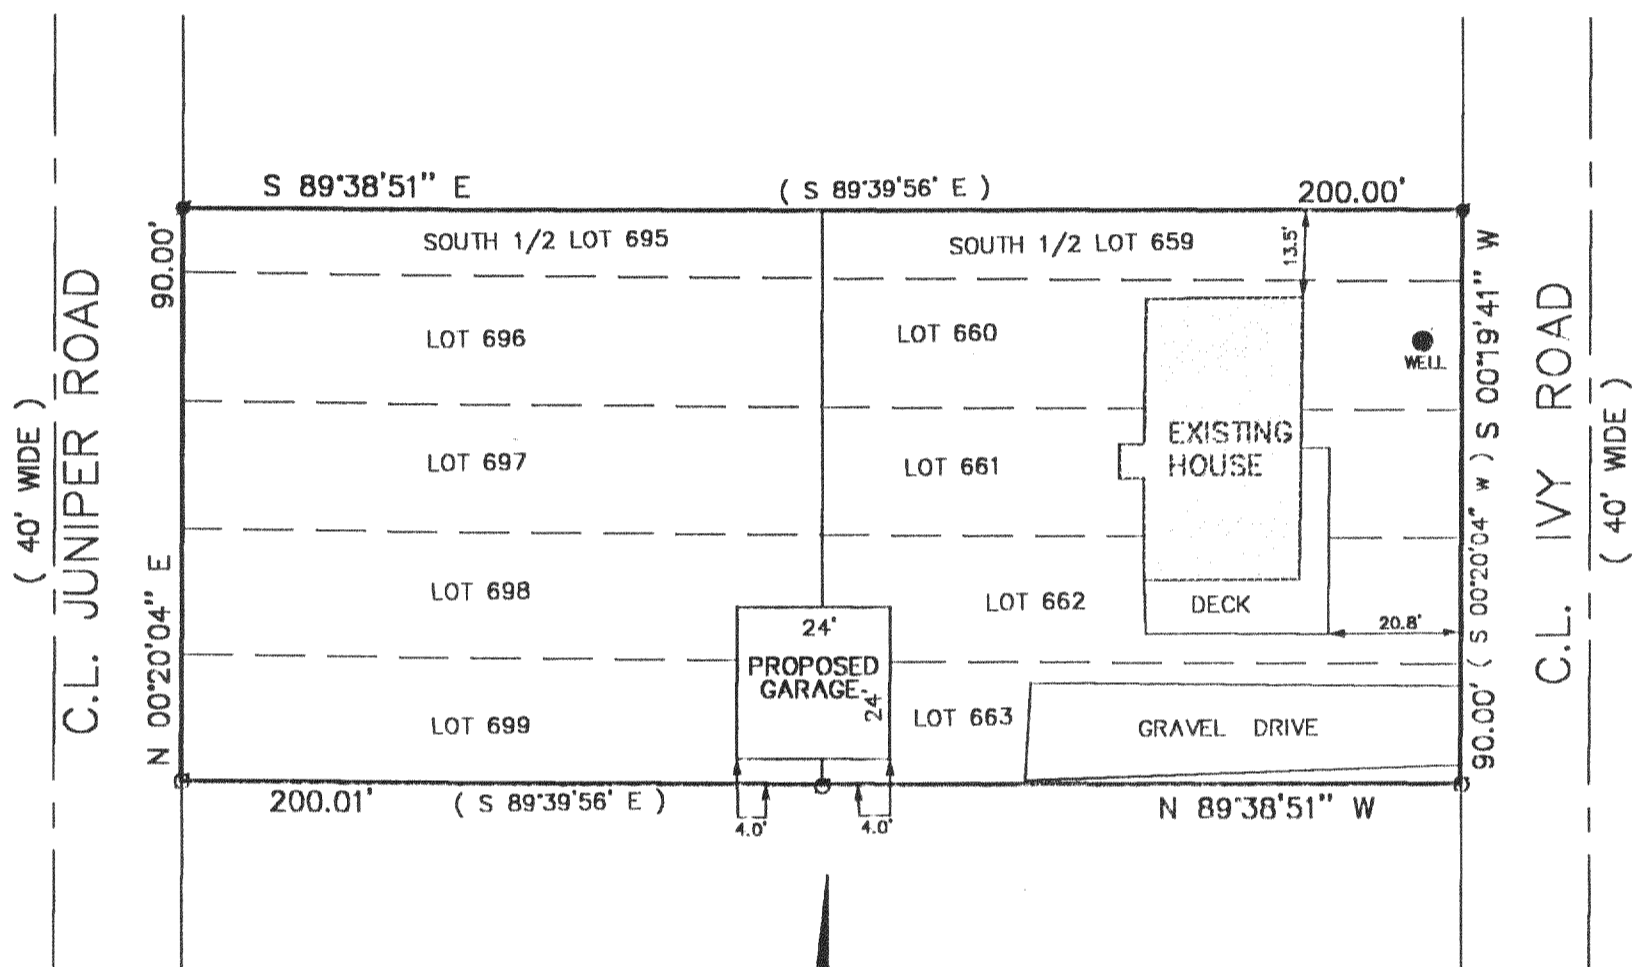 S 89°38'51" E
( S 89°39'56' E )
200.00'
90.00'
SOUTH 1/2 LOT 695
SOUTH 1/2 LOT 659
13.5'
S 00°19'41" W
LOT 696
LOT 660
WELL
C.L. JUNIPER ROAD
( 40' WIDE )
C.L. IVY ROAD
( 40' WIDE )
LOT 697
LOT 661
EXISTING
HOUSE
( S 00°20'04" W )
LOT 698
LOT 662
DECK
20.8'
N 00°20'04" E
24'
PROPOSED
GARAGE
24'
LOT 699
LOT 663
GRAVEL DRIVE
90.00'
200.01'
( S 89°39'56' E )
4.0'
4.0'
N 89°38'51" W